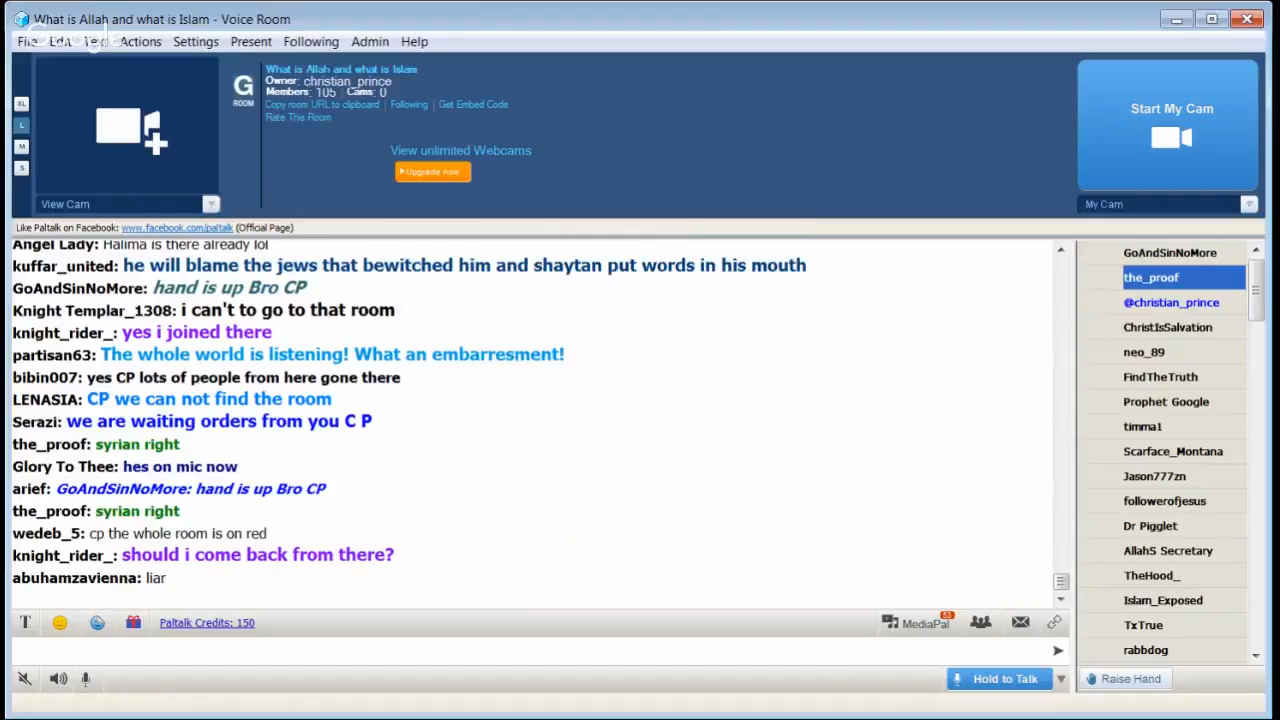 What is Allah and what is Islam - Voice Room
Google
File Edit Text Actions Settings Present Following Admin Help
XL
L
M
S
G
ROOM
What is Allah and what is Islam
Owner: christian_prince
Members: 105 Cams: 0
Copy room URL to clipboard | Following | Get Embed Code
Rate This Room
View unlimited Webcams
Upgrade now
Start My Cam
View Cam
My Cam
Like Paltalk on Facebook: www.facebook.com/paltalk (Official Page)
Angel Lady: Halima is there already lol
kuffar_united: he will blame the jews that bewitched him and shaytan put words in his mouth
GoAndSinNoMore: hand is up Bro CP
Knight Templar_1308: i can't to go to that room
knight_rider_: yes i joined there
partisan63: The whole world is listening! What an embarresment!
bibin007: yes CP lots of people from here gone there
LENASIA: CP we can not find the room
Serazi: we are waiting orders from you C P
the_proof: syrian right
Glory To Thee: hes on mic now
arief: GoAndSinNoMore: hand is up Bro CP
the_proof: syrian right
wedeb_5: cp the whole room is on red
knight_rider_: should i come back from there?
abuhamzavienna: liar
GoAndSinNoMore
the_proof
@christian_prince
ChristIsSalvation
neo_89
FindTheTruth
Prophet Google
timma1
Scarface_Montana
Jason777zn
followerofjesus
Dr Pigglet
AllahS Secretary
TheHood_
Islam_Exposed
TxTrue
rabbdog
T
Paltalk Credits: 150
MediaPal
53
Hold to Talk
Raise Hand